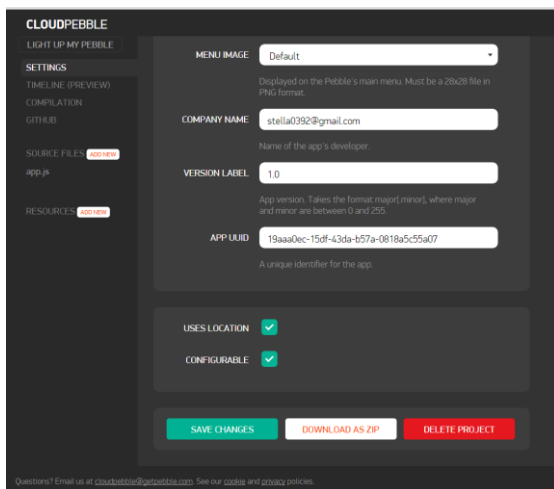 CLOUDPEBBLE
LIGHT UP MY PEBBLE
SETTINGS
TIMELINE (PREVIEW)
COMPILATION
GITHUB
SOURCE FILES ADD NEW
app.js
RESOURCES ADD NEW
MENU IMAGE Default
Displayed on the Pebble's main menu. Must be a 28x28 file in
PNG format.
COMPANY NAME stella0392@gmail.com
Name of the app's developer.
VERSION LABEL 1.0
App version. Takes the format major[.minor], where major
and minor are between 0 and 255.
APP UUID 19aaa0ec-15df-43da-b57a-0818a5c55a07
A unique identifier for the app.
USES LOCATION
CONFIGURABLE
SAVE CHANGES DOWNLOAD AS ZIP DELETE PROJECT
Questions? Email us at cloudpebble@getpebble.com. See our cookie and privacy policies.